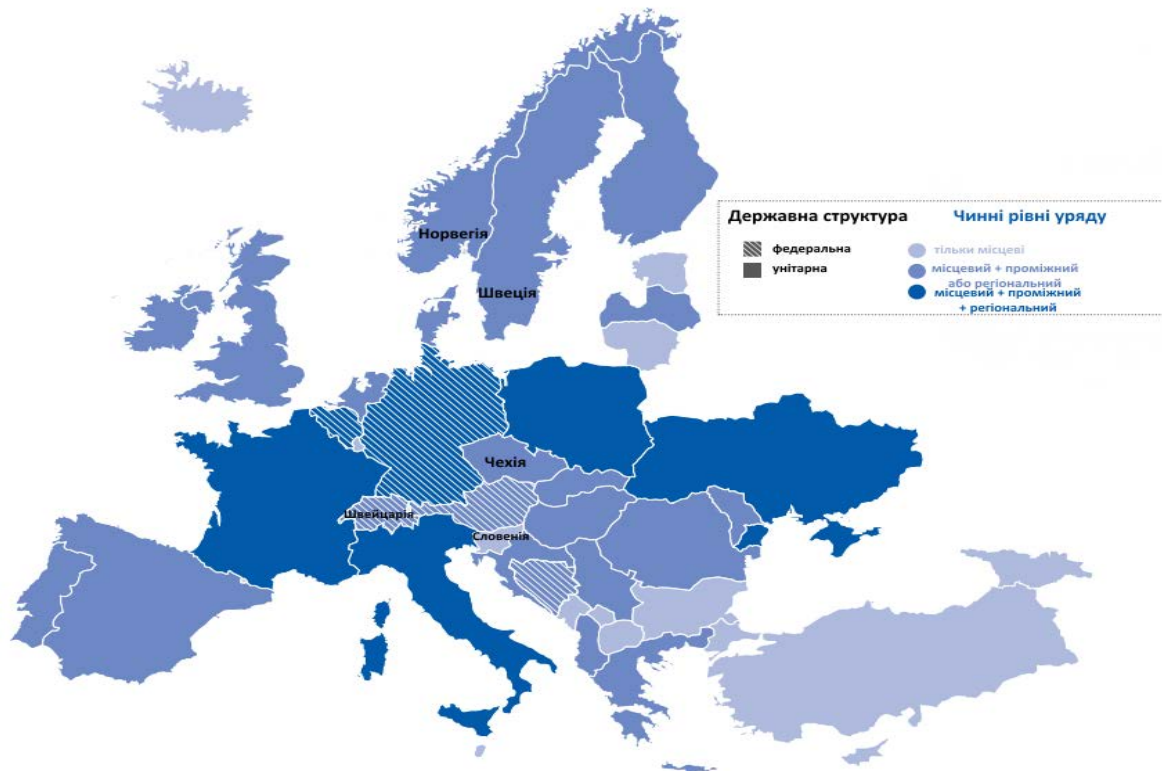 Норвегія
Швеція
Державна структура
Чинні рівні уряду
федеральна
унітарна
тільки місцеві
місцевий + проміжний
або регіональний
місцевий + проміжний
+ регіональний
Чехія
Швейцарія
Словенія